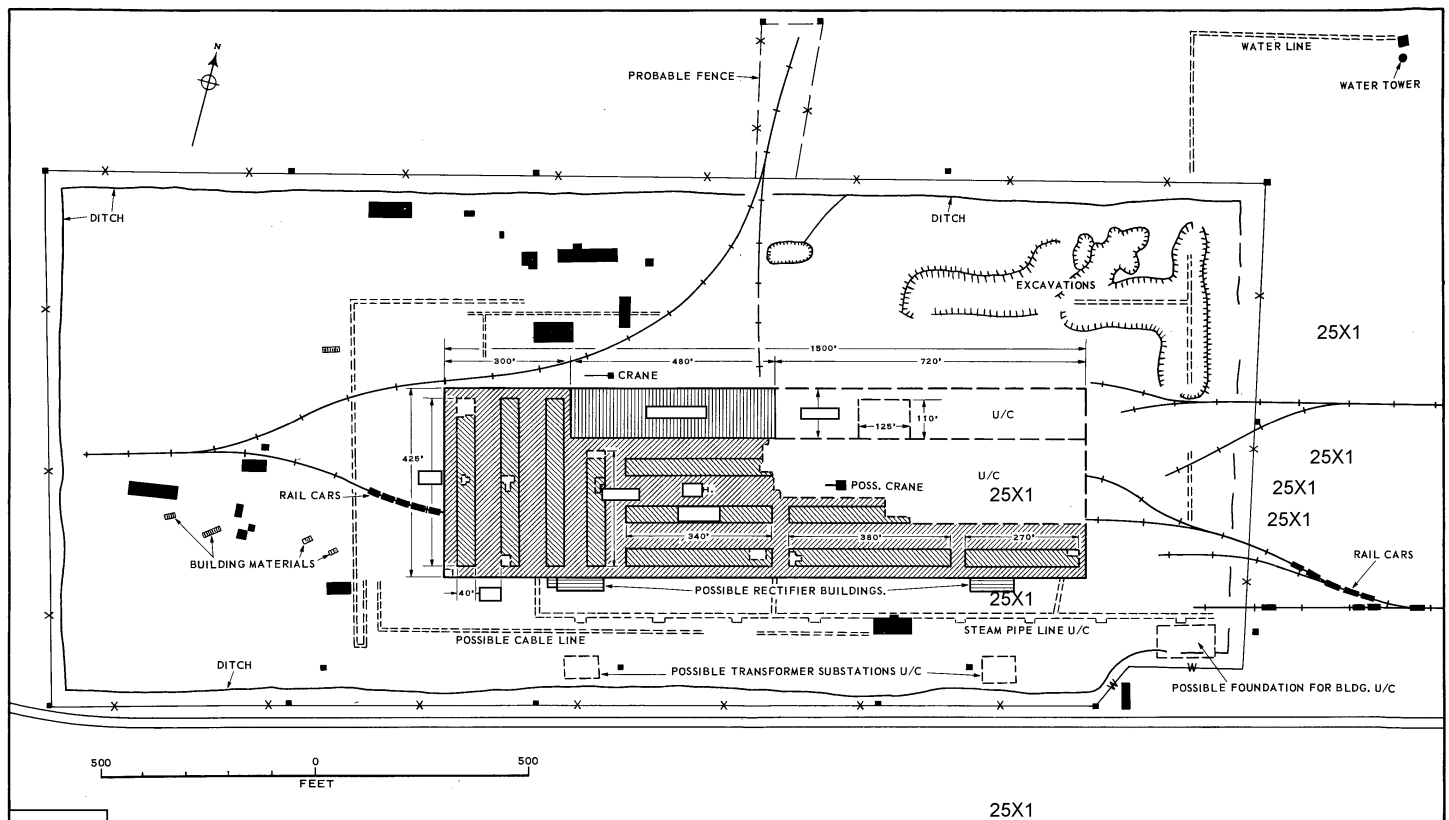 N
WATER LINE
PROBABLE FENCE
WATER TOWER
DITCH
DITCH
EXCAVATIONS
25X1
1500'
300'
480'
720'
CRANE
110'
125'
U/C
425'
25X1
POSS. CRANE
U/C
25X1
25X1
RAIL CARS
25X1
340'
380'
270'
RAIL CARS
BUILDING MATERIALS
40'
POSSIBLE RECTIFIER BUILDINGS.
25X1
POSSIBLE CABLE LINE
STEAM PIPE LINE U/C
DITCH
POSSIBLE TRANSFORMER SUBSTATIONS U/C
POSSIBLE FOUNDATION FOR BLDG. U/C
500
0
500
FEET
25X1